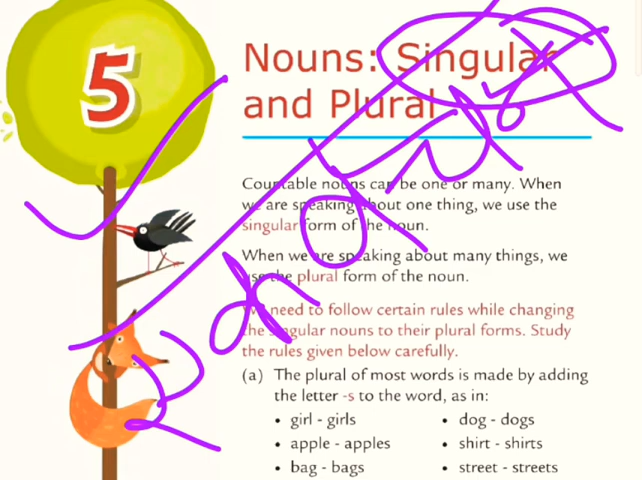 5
Nouns: Singular
and Plural
Countable nouns can be one or many. When
we are speaking about one thing, we use the
singular form of the noun.
When we are speaking about many things, we
use the plural form of the noun.
We need to follow certain rules while changing
the singular nouns to their plural forms. Study
the rules given below carefully.
(a) The plural of most words is made by adding
the letter -s to the word, as in:
• girl - girls
• dog - dogs
• apple - apples
• shirt - shirts
• bag - bags
• street - streets